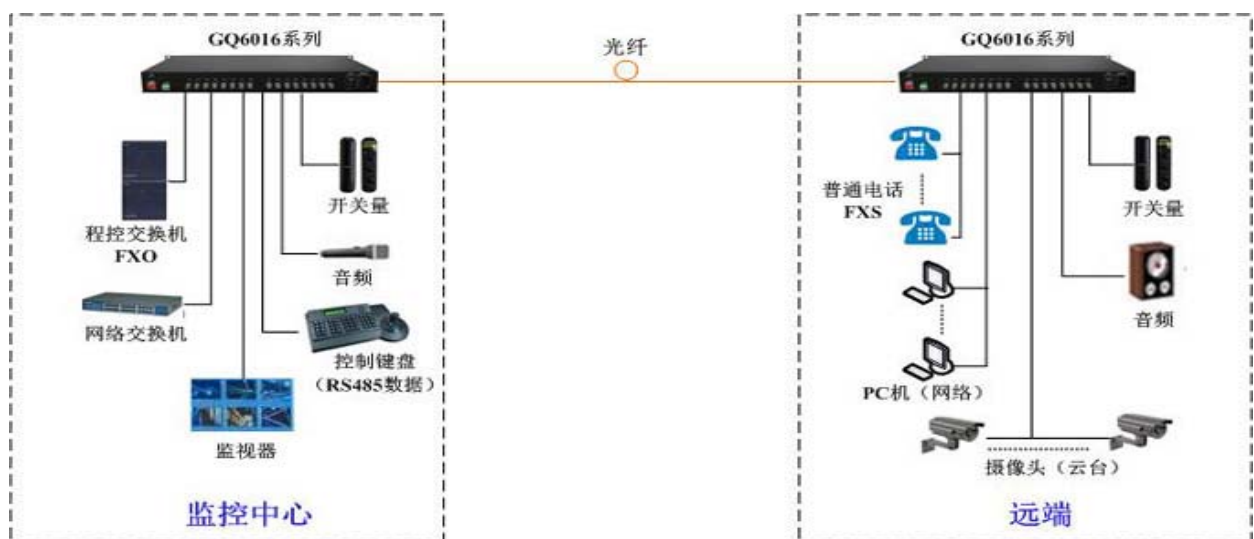 GQ6016系列
光纤
GQ6016系列
开关量
程控交换机
FXO
音频
网络交换机
控制键盘
（RS485数据）
监视器
监控中心
普通电话
FXS
开关量
音频
PC机（网络）
摄像头（云台）
远端